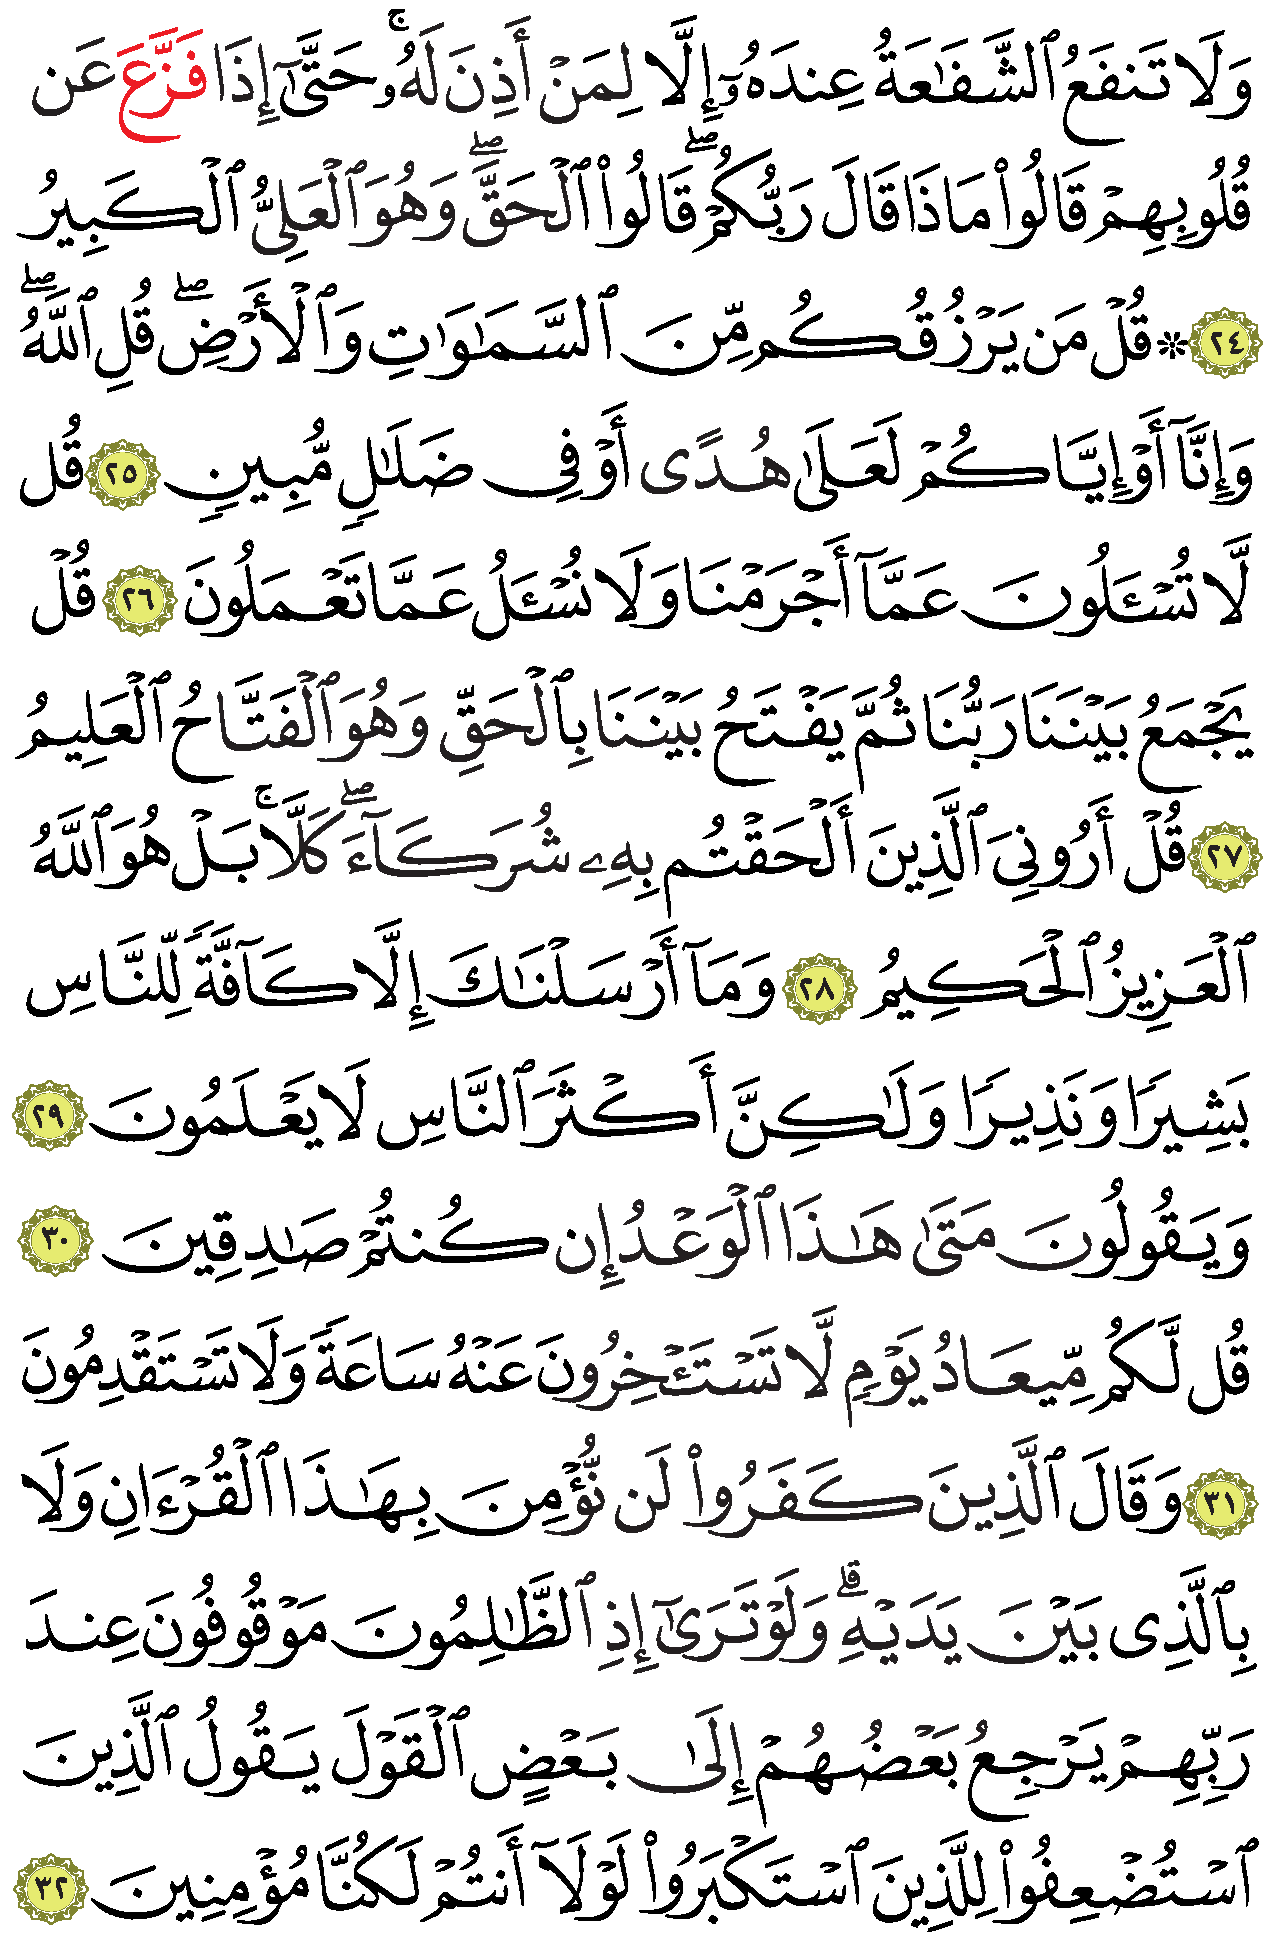 وَلَا تَنفَعُ ٱلشَّفَٰعَةُ عِندَهُۥٓ إِلَّا لِمَنۡ أَذِنَ لَهُۥۚ حَتَّىٰٓ إِذَا فَزَّعَ عَن
قُلُوبِهِمۡ قَالُواْ مَاذَا قَالَ رَبُّكُمۡۖ قَالُواْ ٱلۡحَقَّۖ وَهُوَ ٱلۡعَلِيُّ ٱلۡكَبِيرُ
٢٤ ۞ قُلۡ مَن يَرۡزُقُكُم مِّنَ ٱلسَّمَٰوَٰتِ وَٱلۡأَرۡضِۖ قُلِ ٱللَّهُۖ
وَإِنَّآ أَوۡ إِيَّاكُمۡ لَعَلَىٰ هُدًى أَوۡ فِي ضَلَٰلٖ مُّبِينٖ ٢٥ قُل
لَّا تُسۡـَٔلُونَ عَمَّآ أَجۡرَمۡنَا وَلَا نُسۡـَٔلُ عَمَّا تَعۡمَلُونَ ٢٦ قُلۡ
يَجۡمَعُ بَيۡنَنَا رَبُّنَا ثُمَّ يَفۡتَحُ بَيۡنَنَا بِٱلۡحَقِّ وَهُوَ ٱلۡفَتَّاحُ ٱلۡعَلِيمُ
٢٧ قُلۡ أَرُونِيَ ٱلَّذِينَ أَلۡحَقۡتُم بِهِۦ شُرَكَآءَۖ كَلَّاۚ بَلۡ هُوَ ٱللَّهُ
ٱلۡعَزِيزُ ٱلۡحَكِيمُ ٢٨ وَمَآ أَرۡسَلۡنَٰكَ إِلَّا كَآفَّةٗ لِّلنَّاسِ
بَشِيرٗا وَنَذِيرٗا وَلَٰكِنَّ أَكۡثَرَ ٱلنَّاسِ لَا يَعۡلَمُونَ ٢٩
وَيَقُولُونَ مَتَىٰ هَٰذَا ٱلۡوَعۡدُ إِن كُنتُمۡ صَٰدِقِينَ ٣٠
قُل لَّكُم مِّيعَادُ يَوۡمٖ لَّا تَسۡتَـٔۡخِرُونَ عَنۡهُ سَاعَةٗ وَلَا تَسۡتَقۡدِمُونَ
٣١ وَقَالَ ٱلَّذِينَ كَفَرُواْ لَن نُّؤۡمِنَ بِهَٰذَا ٱلۡقُرۡءَانِ وَلَا
بِٱلَّذِي بَيۡنَ يَدَيۡهِۗ وَلَوۡ تَرَىٰٓ إِذِ ٱلظَّٰلِمُونَ مَوۡقُوفُونَ عِندَ
رَبِّهِمۡ يَرۡجِعُ بَعۡضُهُمۡ إِلَىٰ بَعۡضٍ ٱلۡقَوۡلَ يَقُولُ ٱلَّذِينَ
ٱسۡتُضۡعِفُواْ لِلَّذِينَ ٱسۡتَكۡبَرُواْ لَوۡلَآ أَنتُمۡ لَكُنَّا مُؤۡمِنِينَ ٣٢